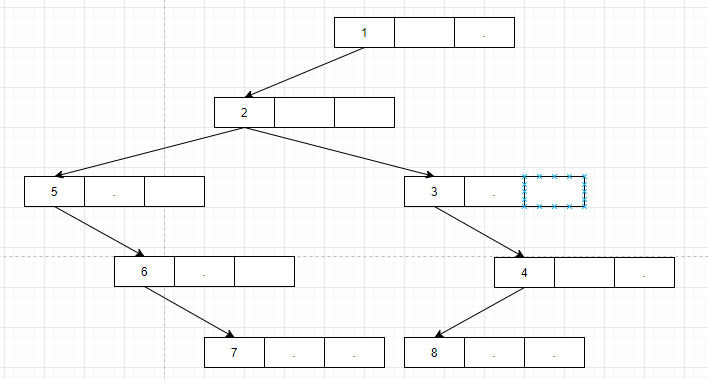 1 .
2
5 . 3 .
6 . 4 .
7 . . 8 . .